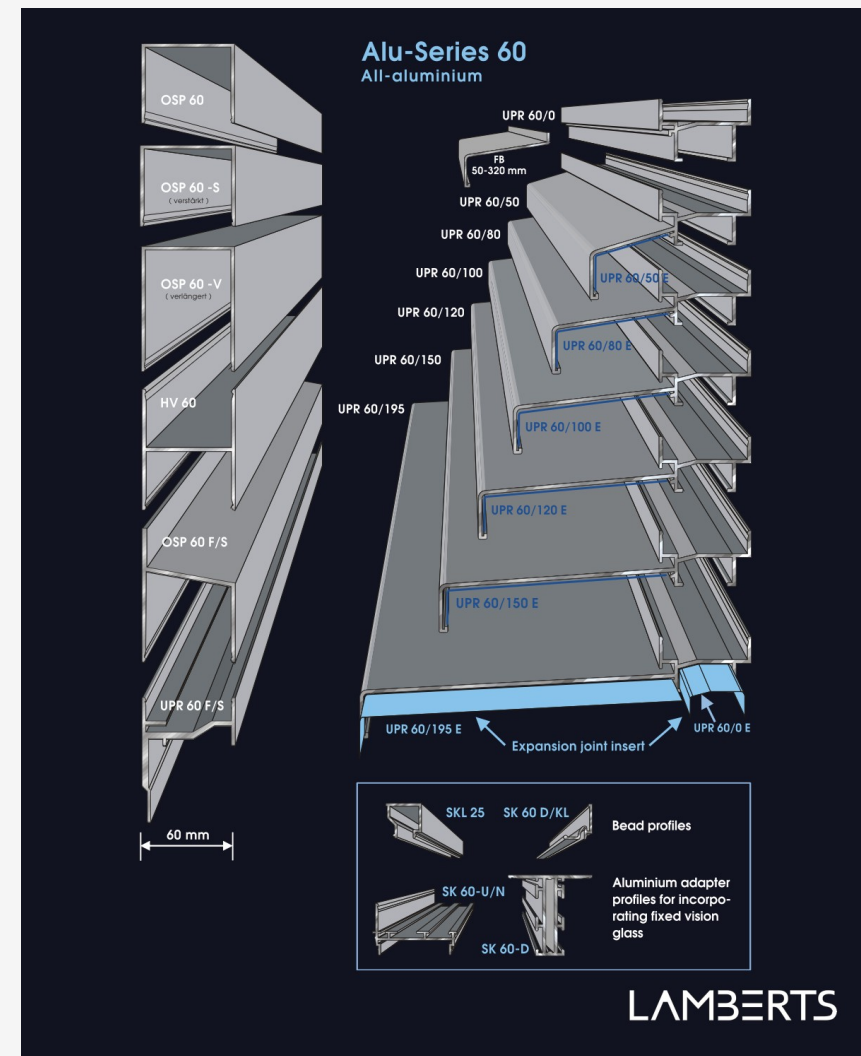 Alu-Series 60
All-aluminium
OSP 60
OSP 60 -S
( verstärkt )
OSP 60 -V
( verlängert )
HV 60
OSP 60 F/S
UPR 60 F/S
60 mm
UPR 60/0
FB
50-320 mm
UPR 60/50
UPR 60/80
UPR 60/100
UPR 60/120
UPR 60/150
UPR 60/195
UPR 60/50 E
UPR 60/80 E
UPR 60/100 E
UPR 60/120 E
UPR 60/150 E
UPR 60/195 E
UPR 60/0 E
Expansion joint insert
SKL 25
SK 60 D/KL
Bead profiles
SK 60-U/N
SK 60-D
Aluminium adapter
profiles for incorpo-
rating fixed vision
glass
LAMBERTS